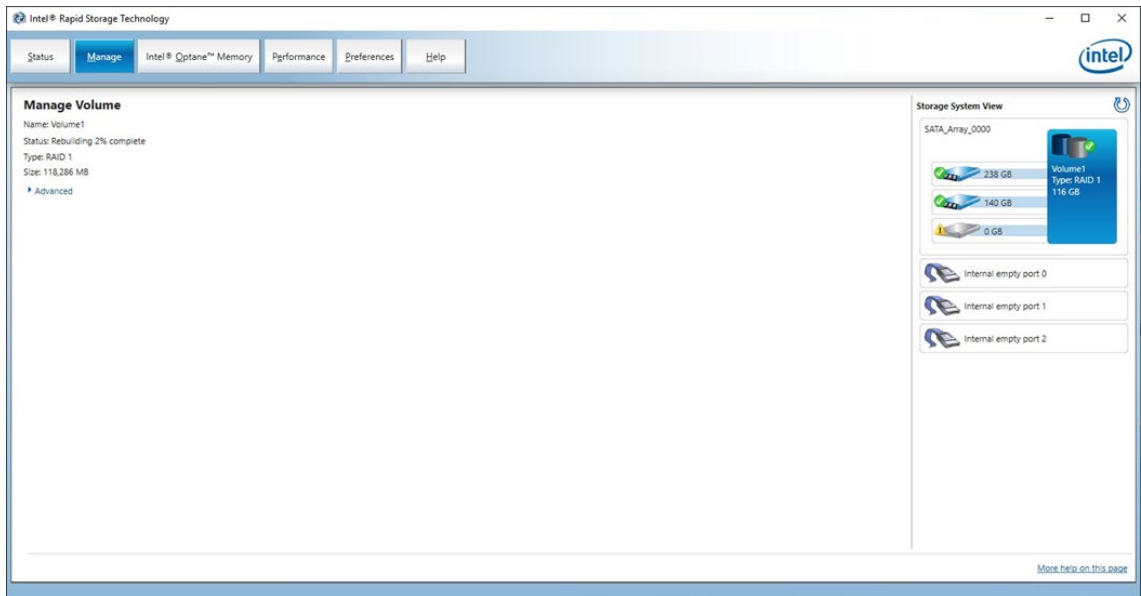 Intel® Rapid Storage Technology
Status Manage Intel® Optane™ Memory Performance Preferences Help
intel
Manage Volume
Name: Volume1
Status: Rebuilding 2% complete
Type: RAID 1
Size: 118,286 MB
Advanced
Storage System View
SATA_Array_0000
238 GB
140 GB
0 GB
Volume1
Type: RAID 1
116 GB
Internal empty port 0
Internal empty port 1
Internal empty port 2
More help on this page